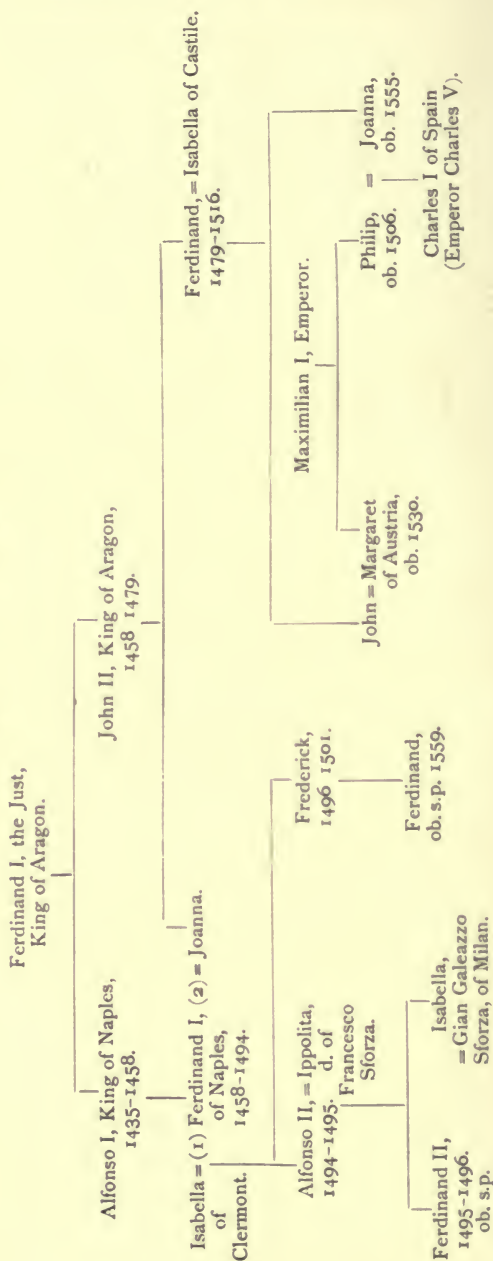 Ferdinand I, the Just,
King of Aragon.
Alfonso I, King of Naples,
1435-1458.
John II, King of Aragon,
1458 1479.
Isabella = (1) Ferdinand I, (2) = Joanna.
of
Clermont.
of Naples,
1458-1494.
Ferdinand, = Isabella of Castile.
1479-1516.
Alfonso II, = Ippolita,
1494-1495. d. of
Francesco
Sforza.
Frederick,
1496 1501.
Maximilian I, Emperor.
Ferdinand II,
1495-1496.
ob. s.p.
Isabella,
= Gian Galeazzo
Sforza, of Milan.
Ferdinand,
ob. s.p. 1559.
John = Margaret
of Austria,
ob. 1530.
Philip,
ob. 1506.
=
Joanna,
ob. 1555.
Charles I of Spain
(Emperor Charles V).